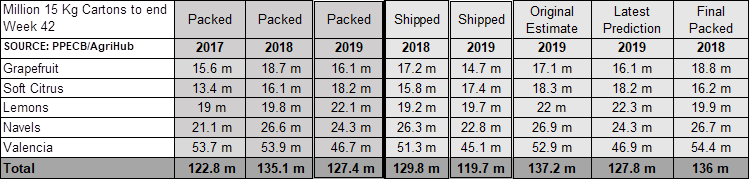 Million 15 Kg Cartons to end Week 42 Packed Packed Packed Shipped Shipped Original Estimate Latest Prediction Final Packed
SOURCE: PPECB/AgriHub 2017 2018 2019 2018 2019 2019 2019 2018
Grapefruit 15.6 m 18.7 m 16.1 m 17.2 m 14.7 m 17.1 m 16.1 m 18.8 m
Soft Citrus 13.4 m 16.1 m 18.2 m 15.8 m 17.4 m 18.3 m 18.2 m 16.2 m
Lemons 19 m 19.8 m 22.1 m 19.2 m 19.7 m 22 m 22.3 m 19.9 m
Navels 21.1 m 26.6 m 24.3 m 26.3 m 22.8 m 26.9 m 24.3 m 26.7 m
Valencia 53.7 m 53.9 m 46.7 m 51.3 m 45.1 m 52.9 m 46.9 m 54.4 m
Total 122.8 m 135.1 m 127.4 m 129.8 m 119.7 m 137.2 m 127.8 m 136 m